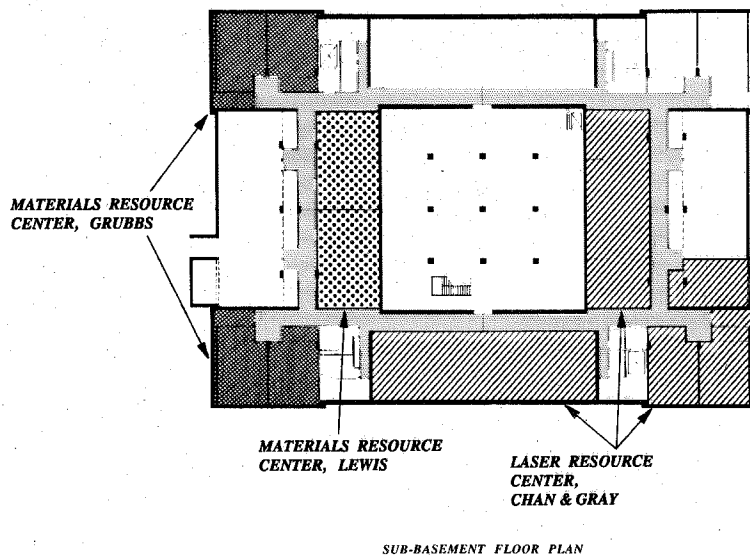 MATERIALS RESOURCE
CENTER, GRUBBS
MATERIALS RESOURCE
CENTER, LEWIS
LASER RESOURCE
CENTER,
CHAN & GRAY
SUB-BASEMENT FLOOR PLAN